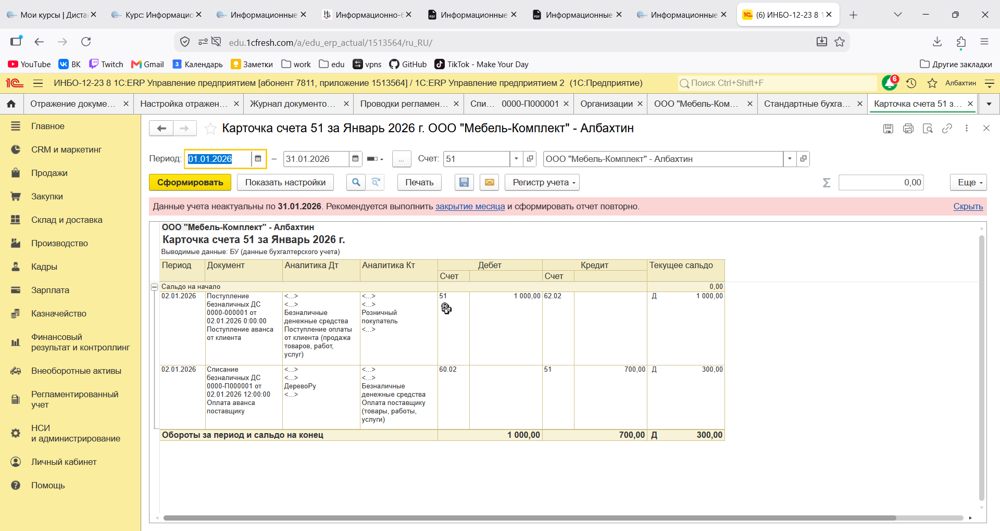 Мои курсы | Диста
Курс: Информацио
Информационные
Информационно-б
Информационные
Информационные
Информационные
(6) ИНБО-12-23 8 1
edu.1cfresh.com/a/edu_erp_actual/1513564/ru_RU/
YouTube
ВК
Twitch
Gmail
Календарь
Заметки
work
edu
vpns
GitHub
TikTok - Make Your Day
Другие закладки
ИНБО-12-23 8 1С:ERP Управление предприятием [абонент 7811, приложение 1513564] / 1С:ERP Управление предприятием 2 (1С:Предприятие)
Поиск Ctrl+Shift+F
6
Албахтин
Отражение докуме...
Настройка отражен...
Журнал документо...
Проводки регламен...
Спи... 0000-П000001
Организации
ООО "Мебель-Ком...
Стандартные бухга...
Карточка счета 51 з...
Главное
CRM и маркетинг
Продажи
Закупки
Склад и доставка
Производство
Кадры
Зарплата
Казначейство
Финансовый
результат и контроллинг
Внеоборотные активы
Регламентированный
учет
НСИ
и администрирование
Личный кабинет
Помощь
Карточка счета 51 за Январь 2026 г. ООО "Мебель-Комплект" - Албахтин
Период: 01.01.2026 – 31.01.2026 ... Счет: 51 ООО "Мебель-Комплект" - Албахтин
Сформировать Показать настройки Печать Регистр учета Σ 0,00 Еще
Данные учета неактуальны по 31.01.2026. Рекомендуется выполнить закрытие месяца и сформировать отчет повторно. Скрыть
ООО "Мебель-Комплект" - Албахтин
Карточка счета 51 за Январь 2026 г.
Выводимые данные: БУ (данные бухгалтерского учета)
Период Документ Аналитика Дт Аналитика Кт Дебет Кредит Текущее сальдо
Счет Счет
Сальдо на начало 0,00
02.01.2026 Поступление <...> <...> 51 1 000,00 62.02 Д 1 000,00
безналичных ДС <...> <...>
0000-000001 от Безналичные Розничный
02.01.2026 0:00:00 денежные средства покупатель
Поступление аванса Поступление оплаты <...>
от клиента от клиента (продажа
товаров, работ,
услуг)
02.01.2026 Списание <...> <...> 60.02 51 700,00 Д 300,00
безналичных ДС <...> <...>
0000-П000001 от ДеревоРу Безналичные
02.01.2026 12:00:00 <...> денежные средства
Оплата аванса Оплата поставщику
поставщику (товары, работы,
услуги)
Обороты за период и сальдо на конец 1 000,00 700,00 Д 300,00